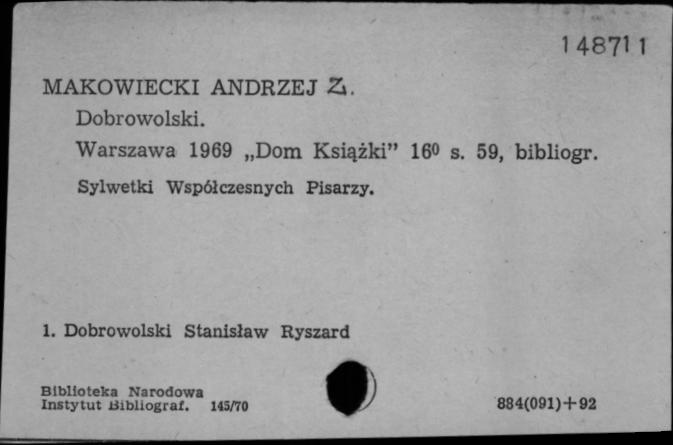 148711
MAKOWIECKI ANDRZEJ Z.
Dobrowolski.
Warszawa 1969 „Dom Książki” 16⁰ s. 59, bibliogr.
Sylwetki Współczesnych Pisarzy.
1. Dobrowolski Stanisław Ryszard
Biblioteka Narodowa
Instytut Bibliograf. 145/70
884(091)+92